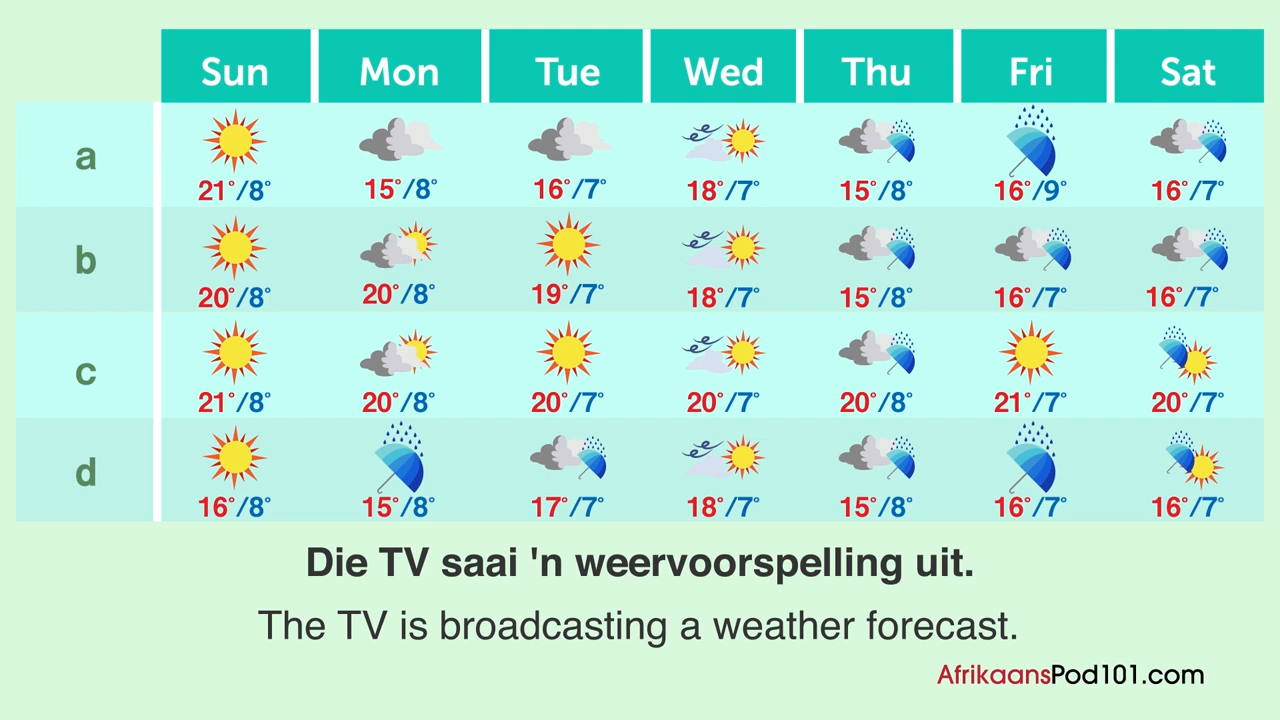 Sun Mon Tue Wed Thu Fri Sat
a 21°/8° 15°/8° 16°/7° 18°/7° 15°/8° 16°/9° 16°/7°
b 20°/8° 20°/8° 19°/7° 18°/7° 15°/8° 16°/7° 16°/7°
c 21°/8° 20°/8° 20°/7° 20°/7° 20°/8° 21°/7° 20°/7°
d 16°/8° 15°/8° 17°/7° 18°/7° 15°/8° 16°/7° 16°/7°
Die TV saai 'n weervoorspelling uit.
The TV is broadcasting a weather forecast.
AfrikaansPod101.com